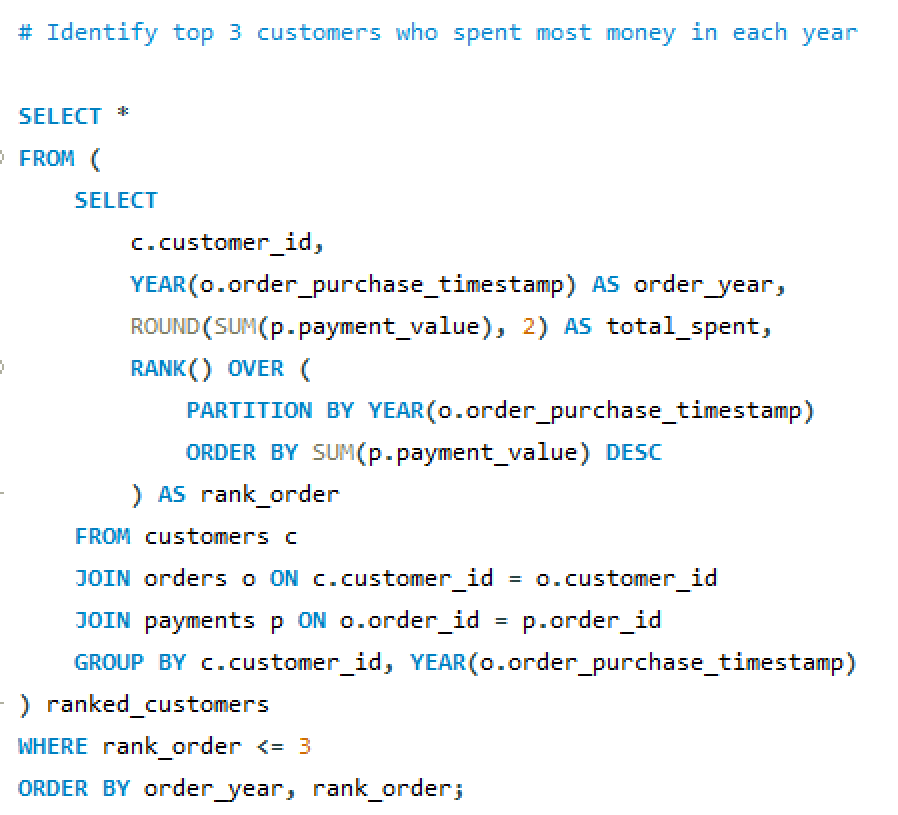 # Identify top 3 customers who spent most money in each year
SELECT *
FROM (
SELECT
c.customer_id,
YEAR(o.order_purchase_timestamp) AS order_year,
ROUND(SUM(p.payment_value), 2) AS total_spent,
RANK() OVER (
PARTITION BY YEAR(o.order_purchase_timestamp)
ORDER BY SUM(p.payment_value) DESC
) AS rank_order
FROM customers c
JOIN orders o ON c.customer_id = o.customer_id
JOIN payments p ON o.order_id = p.order_id
GROUP BY c.customer_id, YEAR(o.order_purchase_timestamp)
) ranked_customers
WHERE rank_order <= 3
ORDER BY order_year, rank_order;